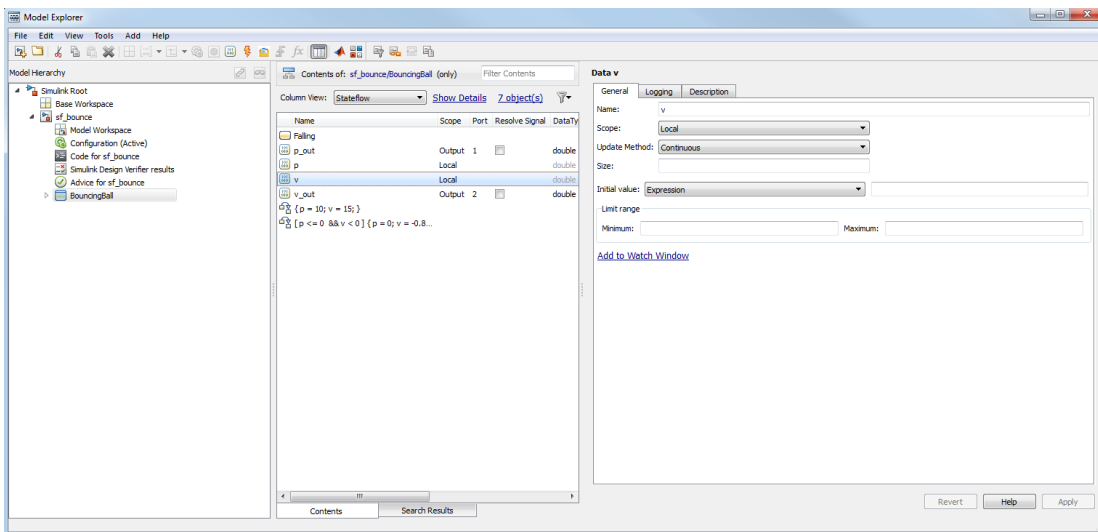 Model Explorer
File Edit View Tools Add Help
Model Hierarchy
Simulink Root
Base Workspace
sf_bounce
Model Workspace
Configuration (Active)
Code for sf_bounce
Simulink Design Verifier results
Advice for sf_bounce
BouncingBall
Contents of: sf_bounce/BouncingBall (only) Filter Contents
Column View: Stateflow Show Details 7 object(s)
Name Scope Port Resolve Signal DataTy
Falling
p_out Output 1 double
p Local double
v Local double
v_out Output 2 double
{ p = 10; v = 15; }
[ p <= 0 && v < 0 ] { p = 0; v = -0.8...
Contents Search Results
Data v
General Logging Description
Name: v
Scope: Local
Update Method: Continuous
Size:
Initial value: Expression
Limit range
Minimum: Maximum:
Add to Watch Window
Revert Help Apply